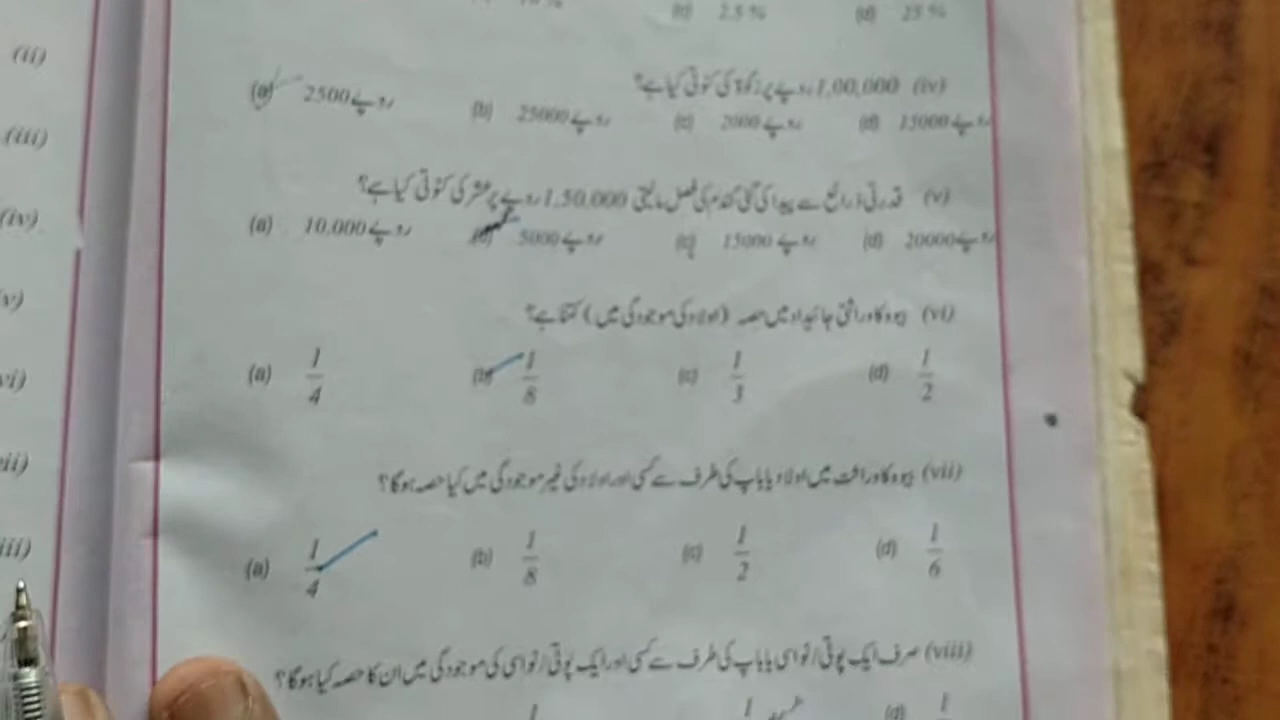 (c) 2.5 % (d) 25 %
(iv) 1,00,000 روپے پر زکوٰۃ کی کٹوتی کیا ہے؟
(a) 2500 روپے (b) 25000 روپے (c) 2000 روپے (d) 15000 روپے
(v) قدرتی ذرائع سے پیدا کی گئی گندم کی فصل مالیتی 1,50,000 روپے پر عشر کی کٹوتی کیا ہے؟
(a) 10,000 روپے (b) 5000 روپے (c) 15000 روپے (d) 20000 روپے
(vi) بیوہ کا وراثتی جائیداد میں حصہ (اولاد کی موجودگی میں) کتنا ہے؟
(a) 1/4 (b) 1/8 (c) 1/3 (d) 1/2
(vii) بیوہ کا وراثت میں اولاد یا باپ کی طرف سے کسی اور اولاد کی غیر موجودگی میں کیا حصہ ہوگا؟
(a) 1/4 (b) 1/8 (c) 1/2 (d) 1/6
(viii) صرف ایک پوتی/نواسی یا باپ کی طرف سے کسی اور ایک پوتی/نواسی کی موجودگی میں ان کا حصہ کیا ہوگا؟
(ii)
(iii)
(iv)